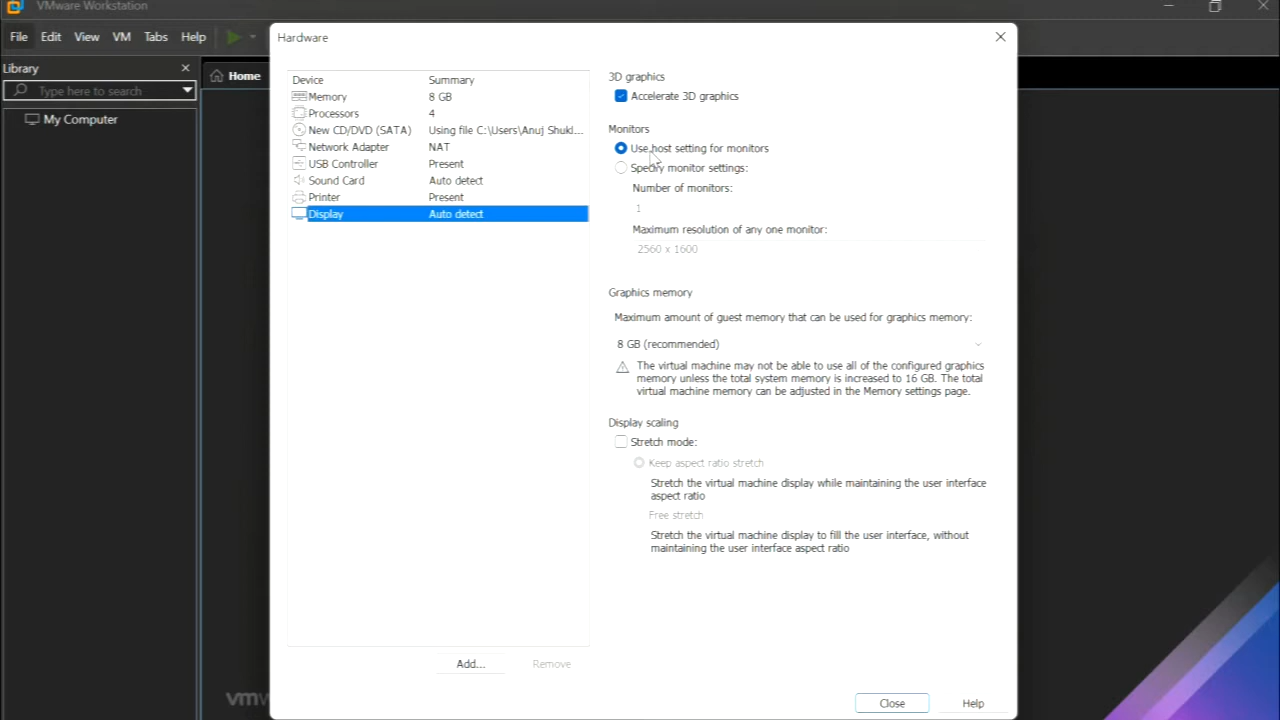 VMware Workstation
File Edit View VM Tabs Help
Library
Type here to search
My Computer
Home
Hardware
Device Summary
Memory 8 GB
Processors 4
New CD/DVD (SATA) Using file C:\Users\Anuj Shukl...
Network Adapter NAT
USB Controller Present
Sound Card Auto detect
Printer Present
Display Auto detect
Add... Remove
3D graphics
Accelerate 3D graphics
Monitors
Use host setting for monitors
Specify monitor settings:
Number of monitors:
1
Maximum resolution of any one monitor:
2560 x 1600
Graphics memory
Maximum amount of guest memory that can be used for graphics memory:
8 GB (recommended)
The virtual machine may not be able to use all of the configured graphics
memory unless the total system memory is increased to 16 GB. The total
virtual machine memory can be adjusted in the Memory settings page.
Display scaling
Stretch mode:
Keep aspect ratio stretch
Stretch the virtual machine display while maintaining the user interface
aspect ratio
Free stretch
Stretch the virtual machine display to fill the user interface, without
maintaining the user interface aspect ratio
Close Help
vmw